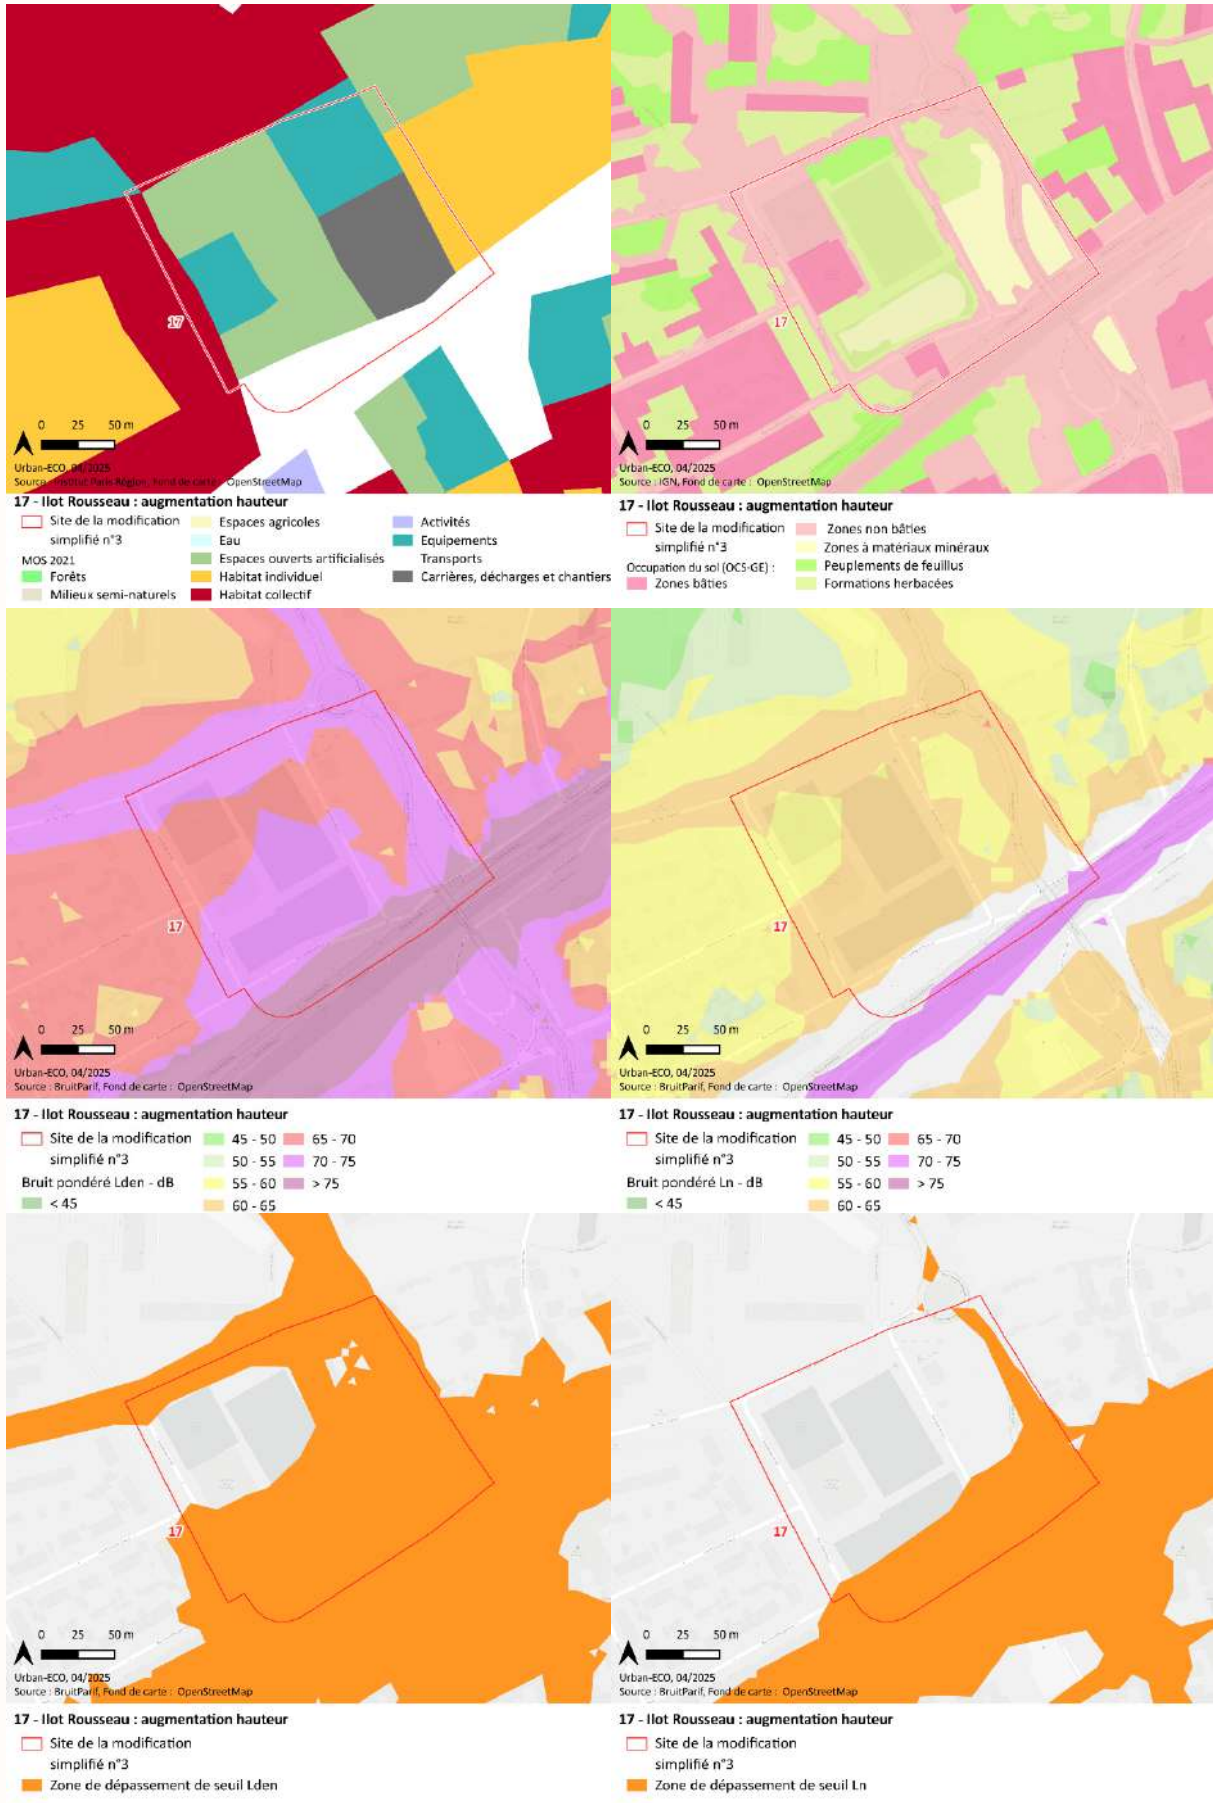 17
0 25 50 m
Urban-ECO, 04/2025
Source : Institut Paris Région, Fond de carte : OpenStreetMap
17 - Ilot Rousseau : augmentation hauteur
Site de la modification
simplifié n°3
MOS 2021
Forêts
Milieux semi-naturels
Espaces agricoles
Eau
Espaces ouverts artificialisés
Habitat individuel
Habitat collectif
Activités
Equipements
Transports
Carrières, décharges et chantiers
17
0 25 50 m
Urban-ECO, 04/2025
Source : IGN, Fond de carte : OpenStreetMap
17 - Ilot Rousseau : augmentation hauteur
Site de la modification
simplifié n°3
Occupation du sol (OCS-GE) :
Zones bâties
Zones non bâties
Zones à matériaux minéraux
Peuplements de feuillus
Formations herbacées
17
0 25 50 m
Urban-ECO, 04/2025
Source : BruitParif, Fond de carte : OpenStreetMap
17 - Ilot Rousseau : augmentation hauteur
Site de la modification
simplifié n°3
Bruit pondéré Lden - dB
< 45
45 - 50
50 - 55
55 - 60
60 - 65
65 - 70
70 - 75
> 75
17
0 25 50 m
Urban-ECO, 04/2025
Source : BruitParif, Fond de carte : OpenStreetMap
17 - Ilot Rousseau : augmentation hauteur
Site de la modification
simplifié n°3
Bruit pondéré Ln - dB
< 45
45 - 50
50 - 55
55 - 60
60 - 65
65 - 70
70 - 75
> 75
17
0 25 50 m
Urban-ECO, 04/2025
Source : BruitParif, Fond de carte : OpenStreetMap
17 - Ilot Rousseau : augmentation hauteur
Site de la modification
simplifié n°3
Zone de dépassement de seuil Lden
17
0 25 50 m
Urban-ECO, 04/2025
Source : BruitParif, Fond de carte : OpenStreetMap
17 - Ilot Rousseau : augmentation hauteur
Site de la modification
simplifié n°3
Zone de dépassement de seuil Ln